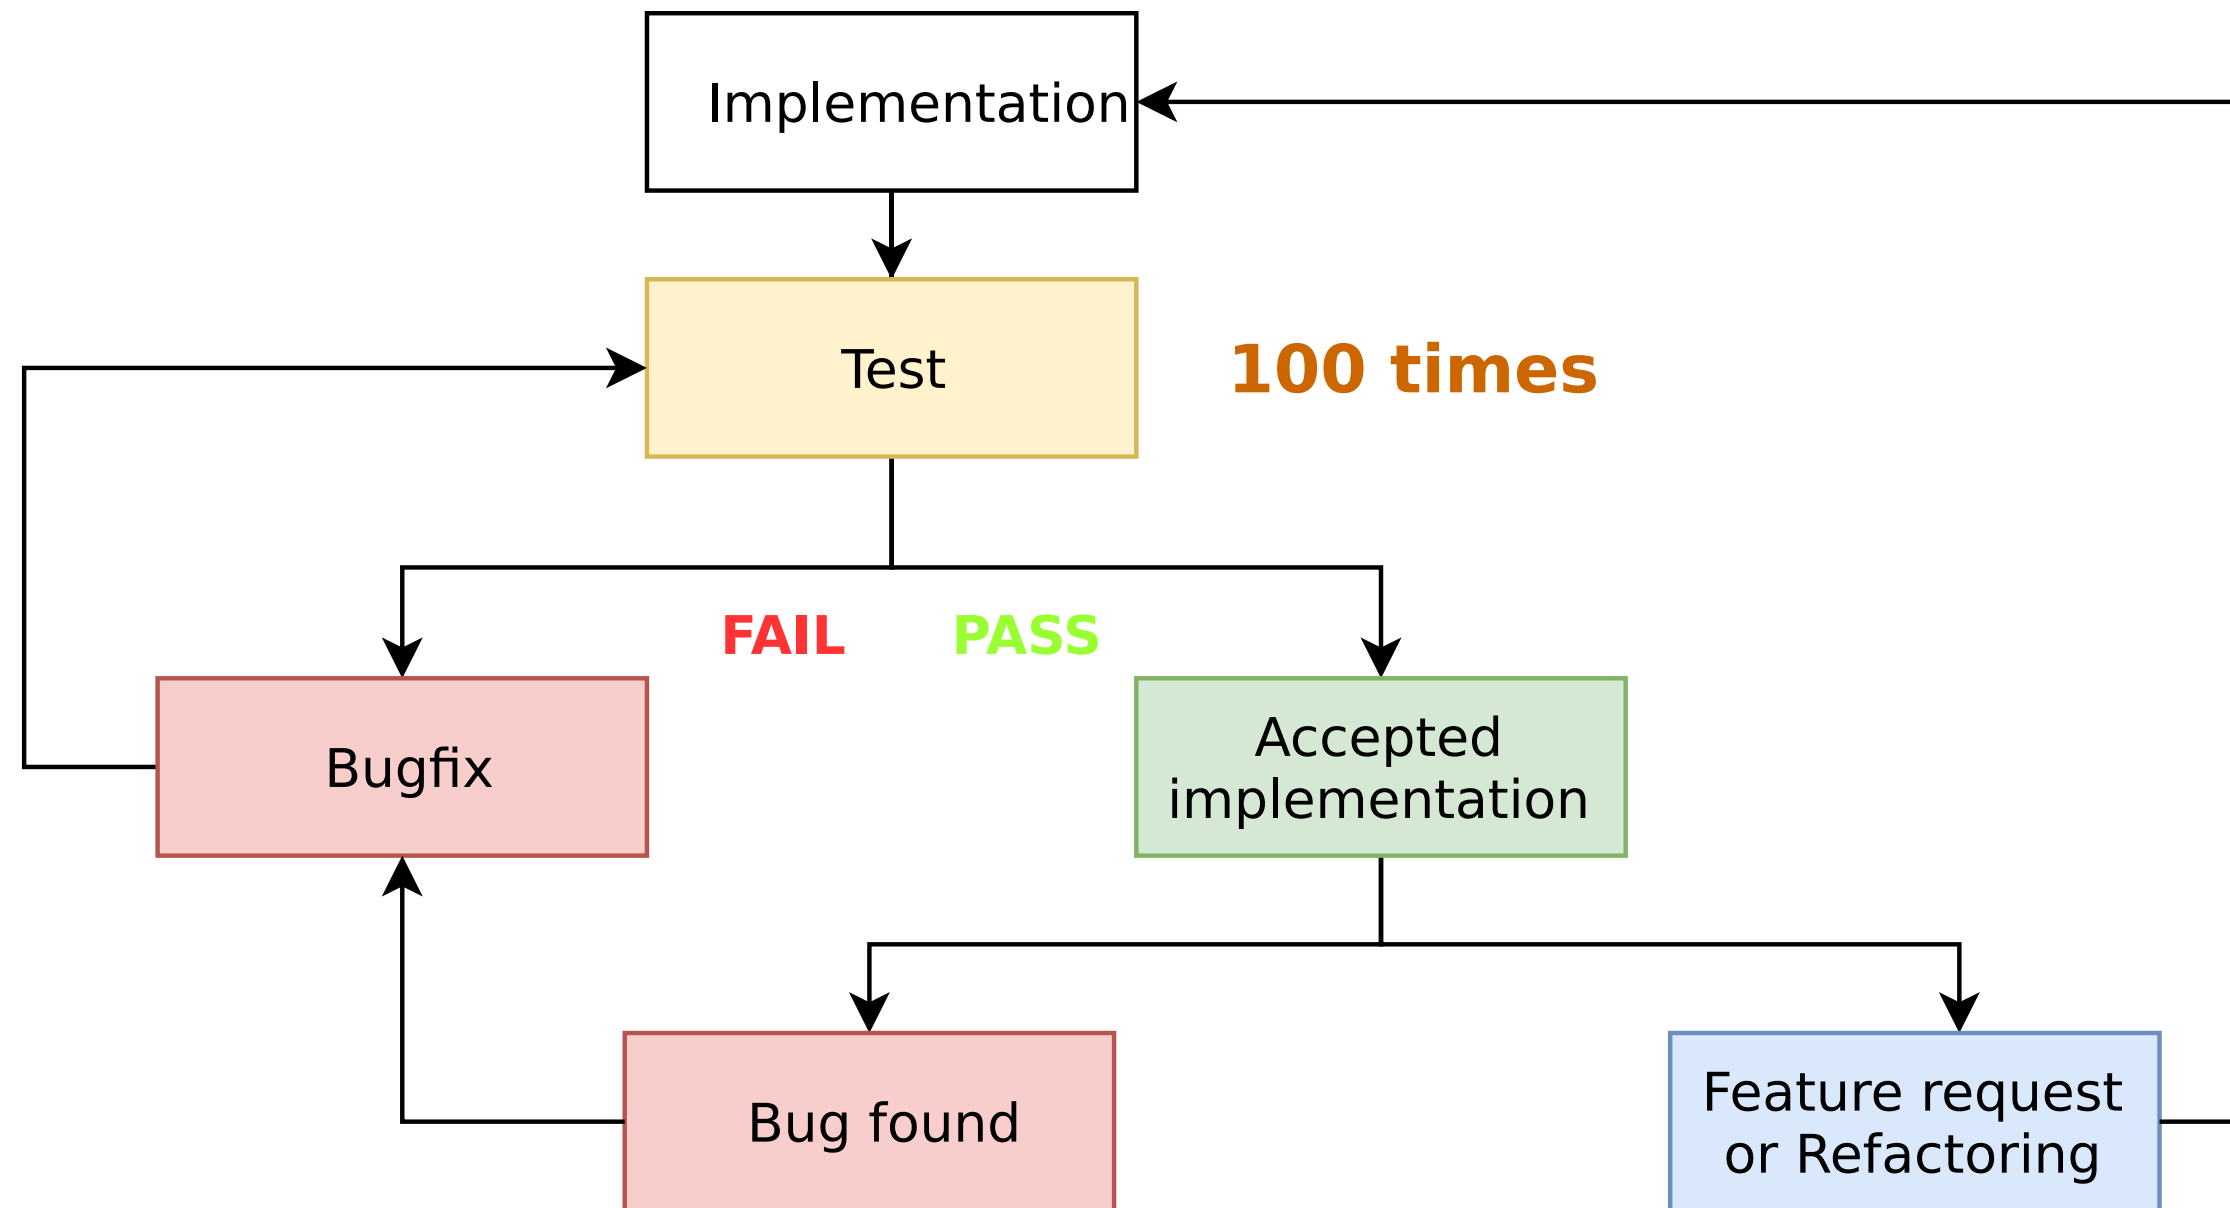 Implementation
Test
100 times
FAIL
PASS
Bugfix
Accepted
implementation
Bug found
Feature request
or Refactoring